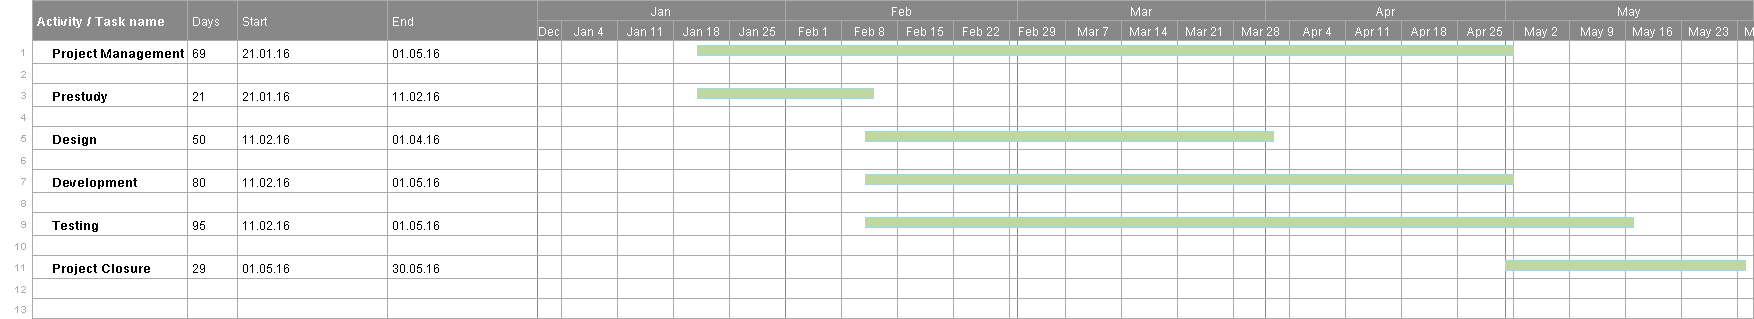 Jan Feb Mar Apr May
Activity / Task name Days Start End
Dec Jan 4 Jan 11 Jan 18 Jan 25 Feb 1 Feb 8 Feb 15 Feb 22 Feb 29 Mar 7 Mar 14 Mar 21 Mar 28 Apr 4 Apr 11 Apr 18 Apr 25 May 2 May 9 May 16 May 23 M
1 Project Management 69 21.01.16 01.05.16
2
3 Prestudy 21 21.01.16 11.02.16
4
5 Design 50 11.02.16 01.04.16
6
7 Development 80 11.02.16 01.05.16
8
9 Testing 95 11.02.16 01.05.16
10
11 Project Closure 29 01.05.16 30.05.16
12
13